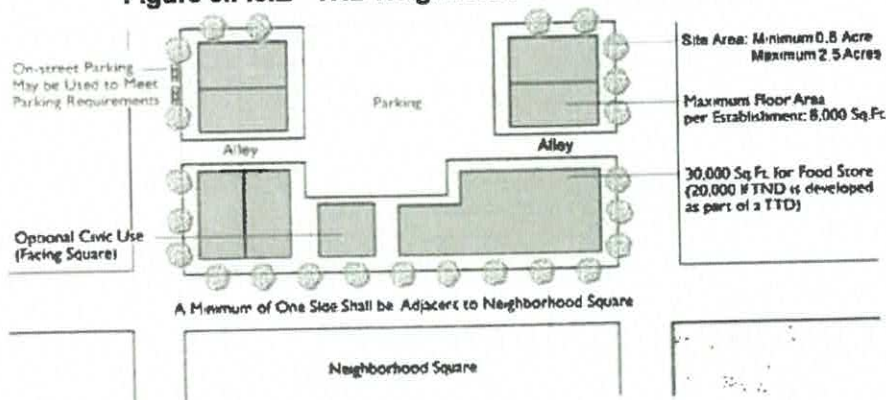 On-street Parking
May be Used to Meet
Parking Requirements
Parking
Site Area: Minimum 0.8 Acre
Maximum 2.5 Acres
Maximum Floor Area
per Establishment: 8,000 Sq.Ft.
Alley
Alley
30,000 Sq. Ft. for Food Store
(20,000 if TND is developed
as part of a TTD)
Optional Civic Use
(Facing Square)
A Minimum of One Side Shall be Adjacent to Neighborhood Square
Neighborhood Square